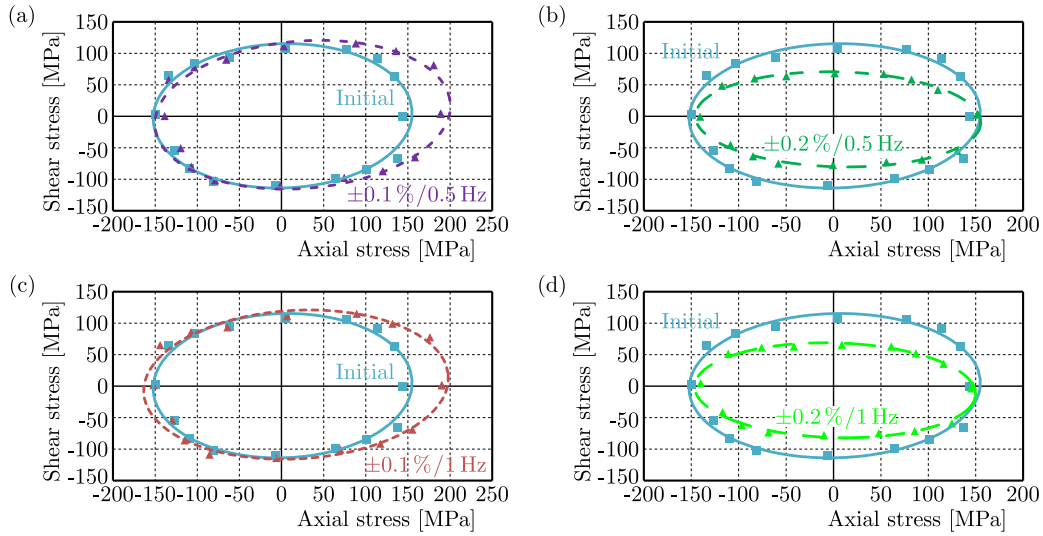 (a)
150
100
50
0
-50
-100
-150
Shear stress [MPa]
Initial
±0.1 %/0.5 Hz
-200 -150 -100 -50 0 50 100 150 200 250
Axial stress [MPa]
(b)
150
100
50
0
-50
-100
-150
Shear stress [MPa]
Initial
±0.2 %/0.5 Hz
-200 -150 -100 -50 0 50 100 150 200
Axial stress [MPa]
(c)
150
100
50
0
-50
-100
-150
Shear stress [MPa]
Initial
±0.1 %/1 Hz
-200 -150 -100 -50 0 50 100 150 200 250
Axial stress [MPa]
(d)
150
100
50
0
-50
-100
-150
Shear stress [MPa]
Initial
±0.2 %/1 Hz
-200 -150 -100 -50 0 50 100 150 200
Axial stress [MPa]